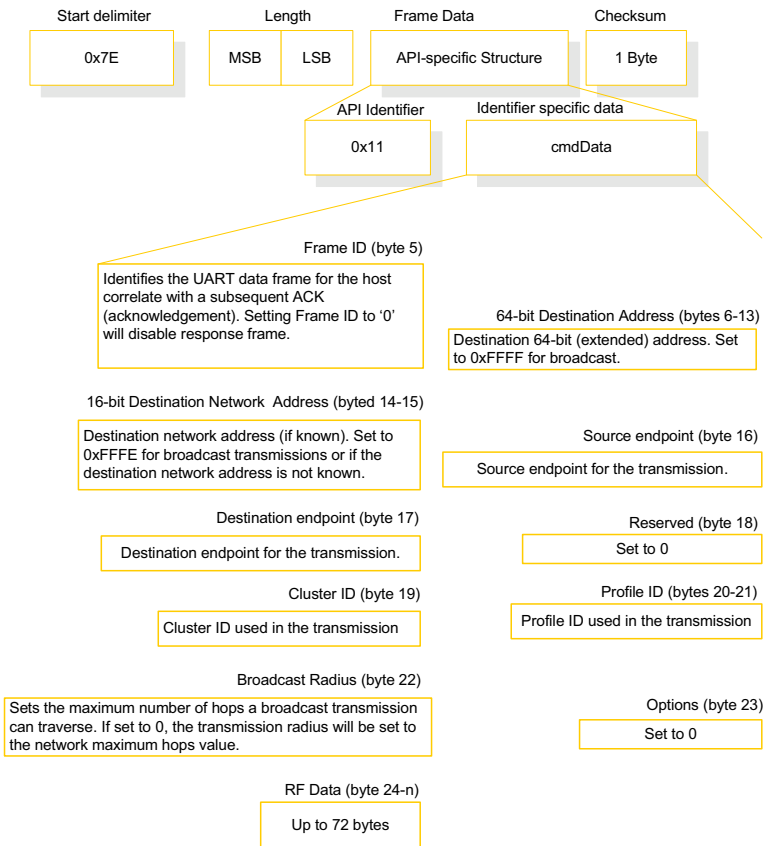 Start delimiter
Length
Frame Data
Checksum
0x7E
MSB
LSB
API-specific Structure
1 Byte
API Identifier
Identifier specific data
0x11
cmdData
Frame ID (byte 5)
Identifies the UART data frame for the host
correlate with a subsequent ACK
(acknowledgement). Setting Frame ID to ‘0’
will disable response frame.
64-bit Destination Address (bytes 6-13)
Destination 64-bit (extended) address. Set
to 0xFFFF for broadcast.
16-bit Destination Network Address (byted 14-15)
Destination network address (if known). Set to
0xFFFE for broadcast transmissions or if the
destination network address is not known.
Source endpoint (byte 16)
Source endpoint for the transmission.
Destination endpoint (byte 17)
Destination endpoint for the transmission.
Reserved (byte 18)
Set to 0
Cluster ID (byte 19)
Cluster ID used in the transmission
Profile ID (bytes 20-21)
Profile ID used in the transmission
Broadcast Radius (byte 22)
Sets the maximum number of hops a broadcast transmission
can traverse. If set to 0, the transmission radius will be set to
the network maximum hops value.
Options (byte 23)
Set to 0
RF Data (byte 24-n)
Up to 72 bytes